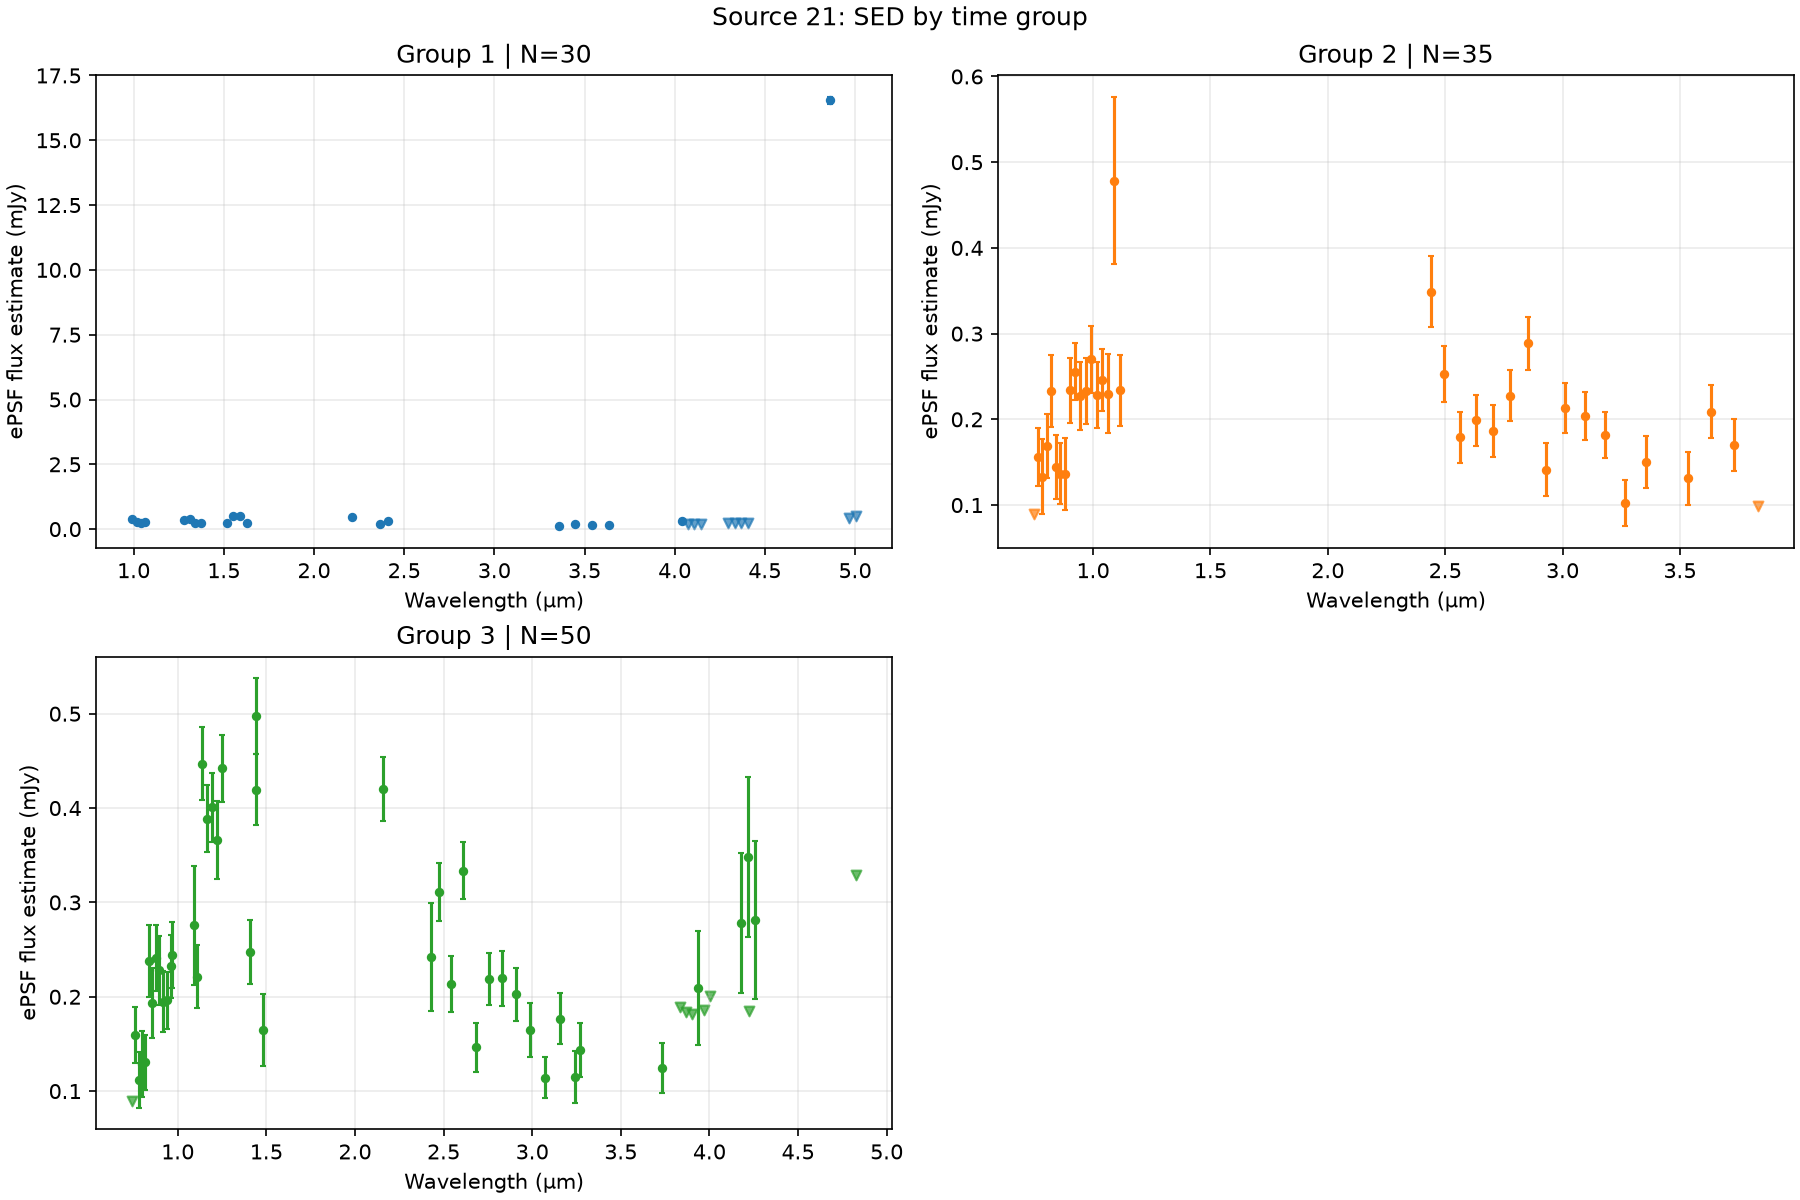 Source 21: SED by time group
Group 1 | N=30
ePSF flux estimate (mJy)
17.5
15.0
12.5
10.0
7.5
5.0
2.5
0.0
1.0 1.5 2.0 2.5 3.0 3.5 4.0 4.5 5.0
Wavelength (μm)
Group 2 | N=35
ePSF flux estimate (mJy)
0.6
0.5
0.4
0.3
0.2
0.1
1.0 1.5 2.0 2.5 3.0 3.5
Wavelength (μm)
Group 3 | N=50
ePSF flux estimate (mJy)
0.5
0.4
0.3
0.2
0.1
1.0 1.5 2.0 2.5 3.0 3.5 4.0 4.5 5.0
Wavelength (μm)